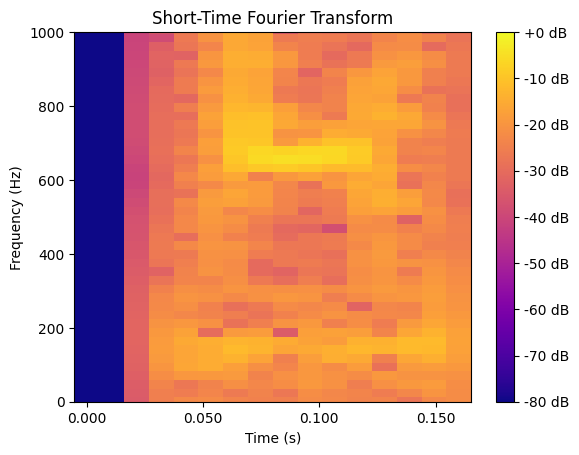 Short-Time Fourier Transform
1000
800
600
400
200
0
Frequency (Hz)
0.000
0.050
0.100
0.150
Time (s)
+0 dB
-10 dB
-20 dB
-30 dB
-40 dB
-50 dB
-60 dB
-70 dB
-80 dB